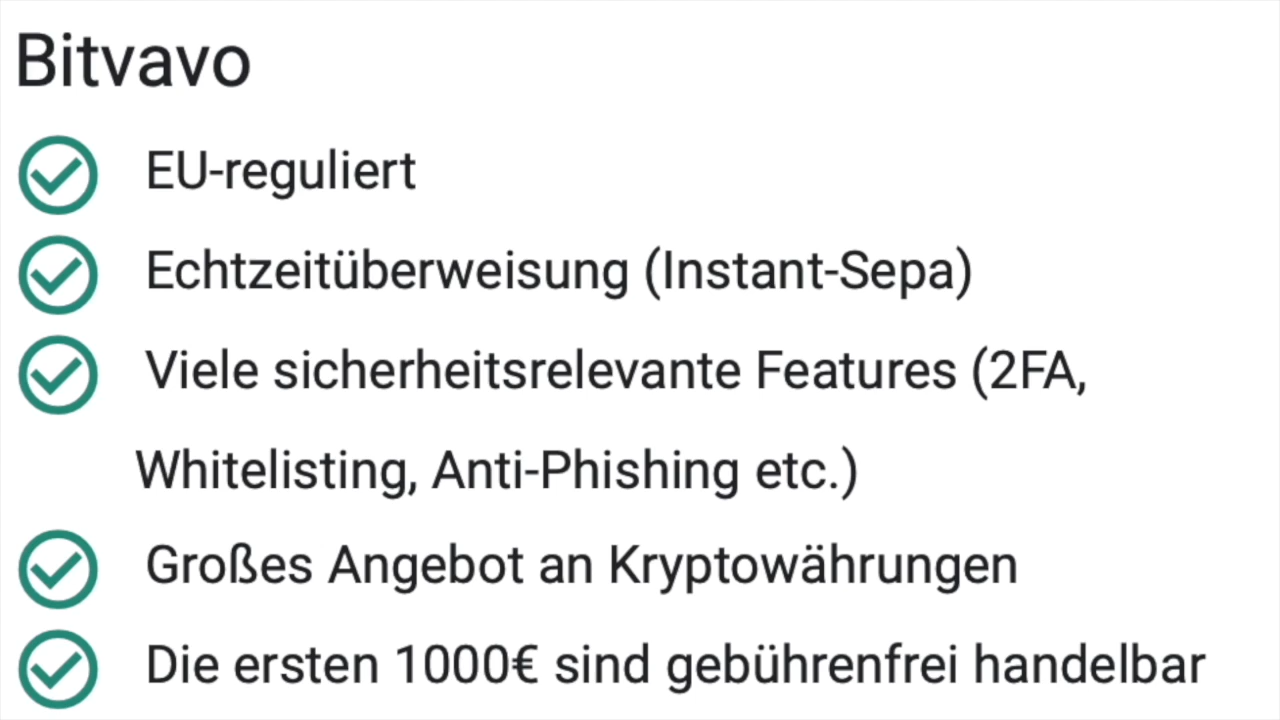 Bitvavo
EU-reguliert
Echtzeitüberweisung (Instant-Sepa)
Viele sicherheitsrelevante Features (2FA,
Whitelisting, Anti-Phishing etc.)
Großes Angebot an Kryptowährungen
Die ersten 1000€ sind gebührenfrei handelbar